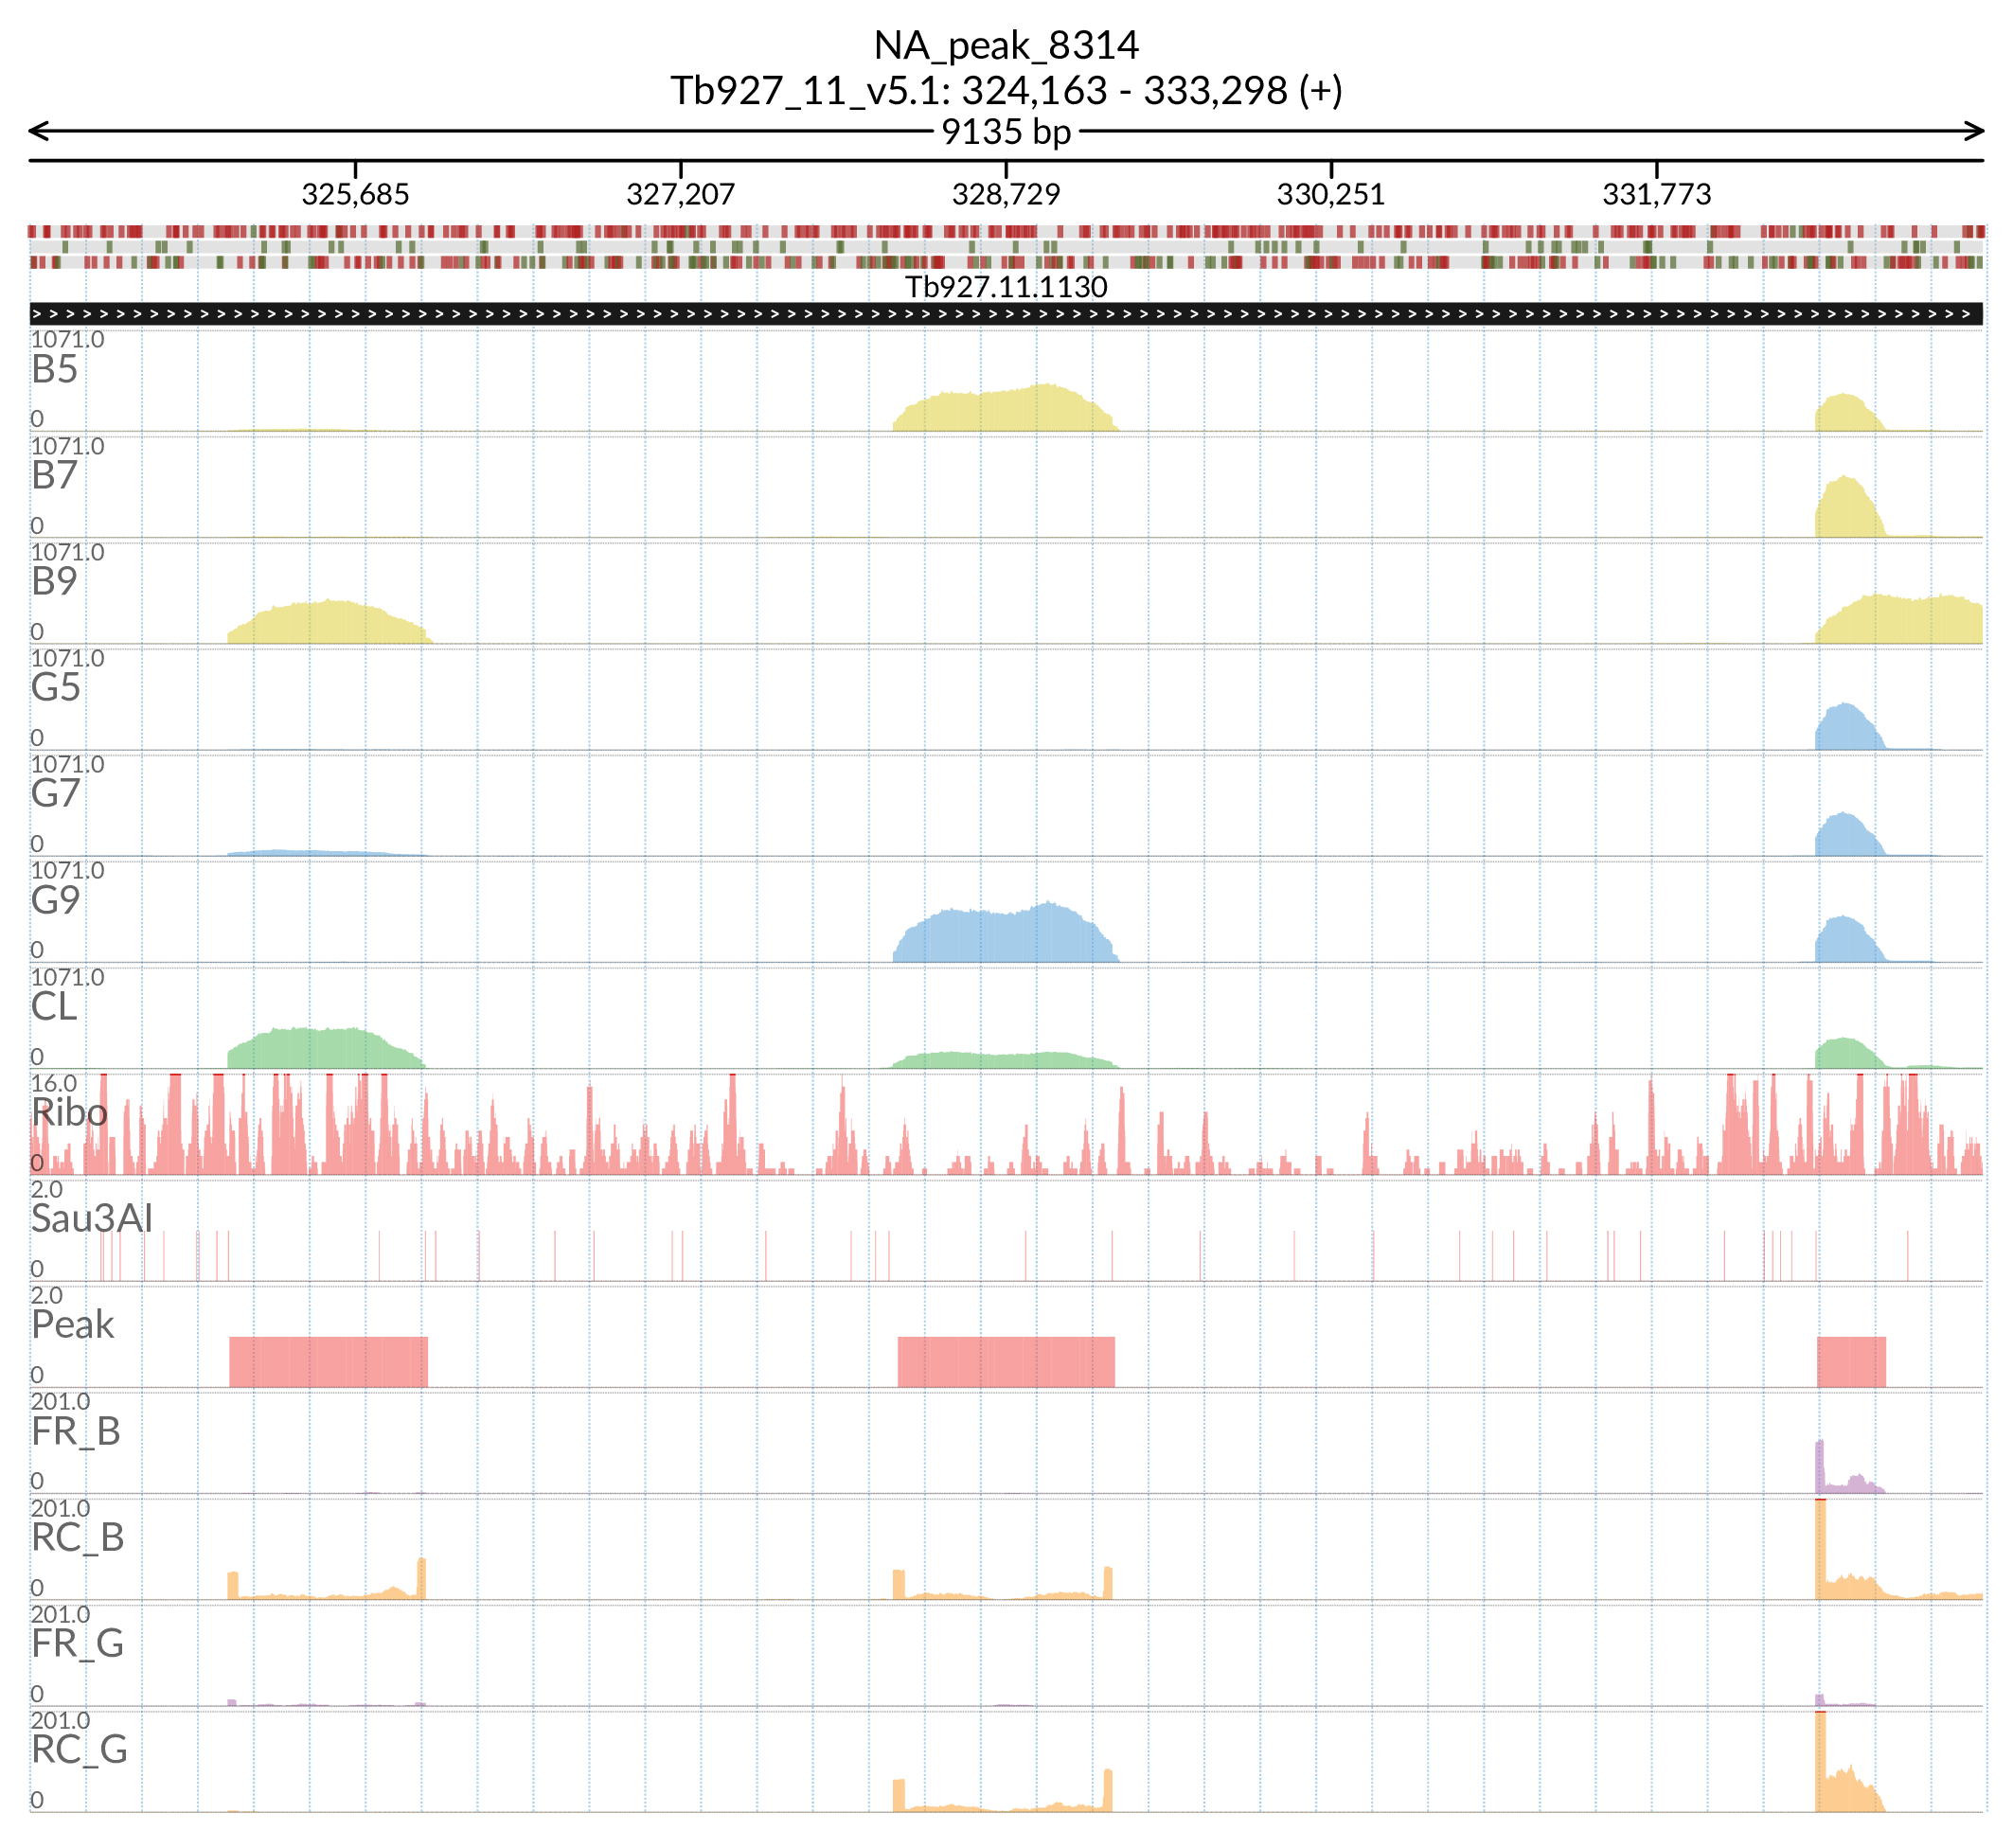 NA_peak_8314
Tb927_11_v5.1: 324,163 - 333,298 (+)
9135 bp
325,685 327,207 328,729 330,251 331,773
Tb927.11.1130
1071.0
B5
0
1071.0
B7
0
1071.0
B9
0
1071.0
G5
0
1071.0
G7
0
1071.0
G9
0
1071.0
CL
0
16.0
Ribo
0
2.0
Sau3AI
0
2.0
Peak
0
201.0
FR_B
0
201.0
RC_B
0
201.0
FR_G
0
201.0
RC_G
0